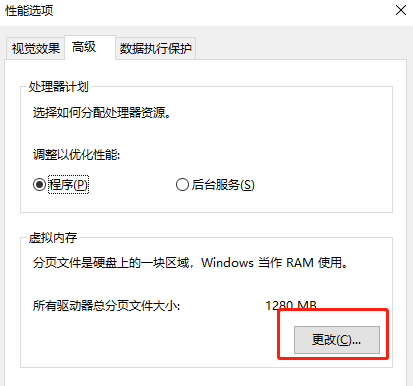 性能选项
视觉效果 高级 数据执行保护
处理器计划
选择如何分配处理器资源。
调整以优化性能:
程序(P) 后台服务(S)
虚拟内存
分页文件是硬盘上的一块区域，Windows 当作 RAM 使用。
所有驱动器总分页文件大小: 1280 MB
更改(C)...